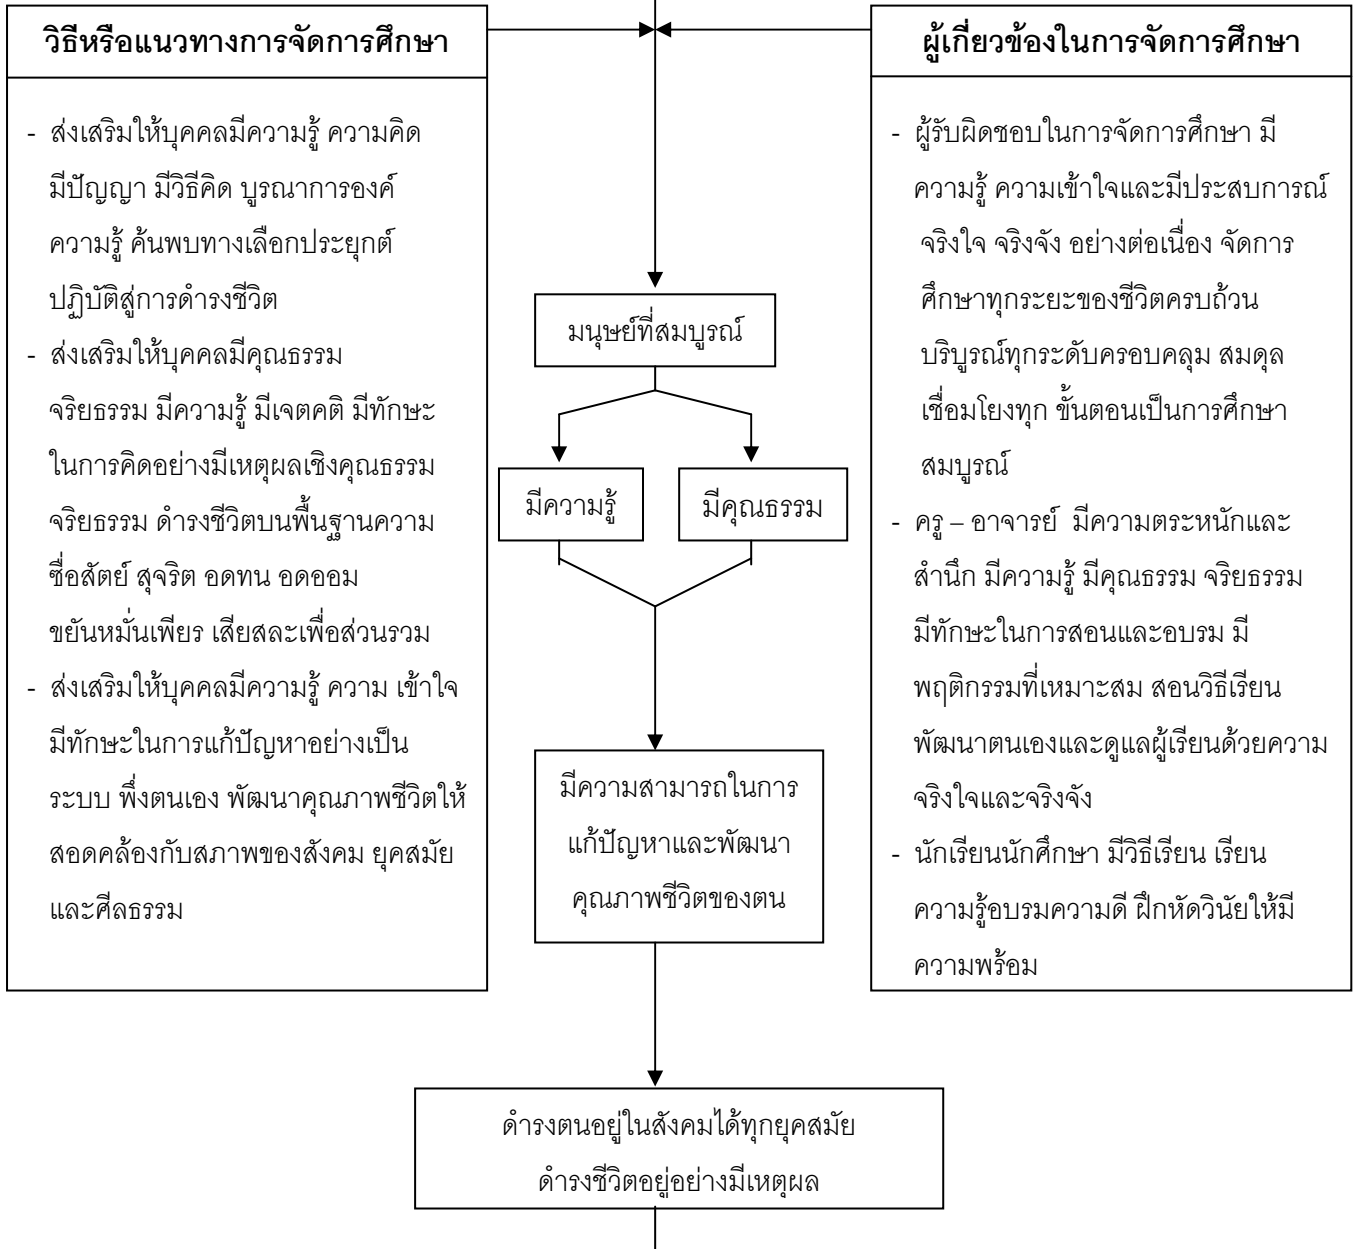 วิธีหรือแนวทางการจัดการศึกษา
- ส่งเสริมให้บุคคลมีความรู้ ความคิด
มีปัญญา มีวิธีคิด บูรณาการองค์
ความรู้ ค้นพบทางเลือกประยุกต์
ปฏิบัติสู่การดำรงชีวิต
- ส่งเสริมให้บุคคลมีคุณธรรม
จริยธรรม มีความรู้ มีเจตคติ มีทักษะ
ในการคิดอย่างมีเหตุผลเชิงคุณธรรม
จริยธรรม ดำรงชีวิตบนพื้นฐานความ
ซื่อสัตย์ สุจริต อดทน อดออม
ขยันหมั่นเพียร เสียสละเพื่อส่วนรวม
- ส่งเสริมให้บุคคลมีความรู้ ความ เข้าใจ
มีทักษะในการแก้ปัญหาอย่างเป็น
ระบบ พึ่งตนเอง พัฒนาคุณภาพชีวิตให้
สอดคล้องกับสภาพของสังคม ยุคสมัย
และศีลธรรม
มนุษย์ที่สมบูรณ์
มีความรู้
มีคุณธรรม
มีความสามารถในการ
แก้ปัญหาและพัฒนา
คุณภาพชีวิตของตน
ผู้เกี่ยวข้องในการจัดการศึกษา
- ผู้รับผิดชอบในการจัดการศึกษา มี
ความรู้ ความเข้าใจและมีประสบการณ์
จริงใจ จริงจัง อย่างต่อเนื่อง จัดการ
ศึกษาทุกระยะของชีวิตครบถ้วน
บริบูรณ์ทุกระดับครอบคลุม สมดุล
เชื่อมโยงทุก ขั้นตอนเป็นการศึกษา
สมบูรณ์
- ครู – อาจารย์ มีความตระหนักและ
สำนึก มีความรู้ มีคุณธรรม จริยธรรม
มีทักษะในการสอนและอบรม มี
พฤติกรรมที่เหมาะสม สอนวิธีเรียน
พัฒนาตนเองและดูแลผู้เรียนด้วยความ
จริงใจและจริงจัง
- นักเรียนนักศึกษา มีวิธีเรียน เรียน
ความรู้อบรมความดี ฝึกหัดวินัยให้มี
ความพร้อม
ดำรงตนอยู่ในสังคมได้ทุกยุคสมัย
ดำรงชีวิตอยู่อย่างมีเหตุผล